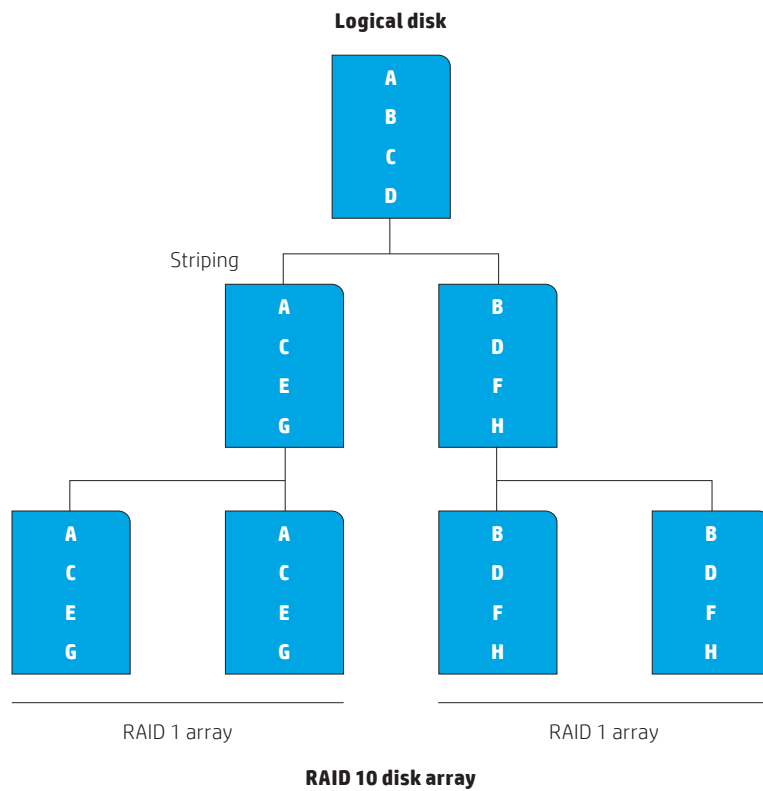 Logical disk
A
B
C
D
Striping
A
C
E
G
B
D
F
H
A
C
E
G
A
C
E
G
B
D
F
H
B
D
F
H
RAID 1 array
RAID 1 array
RAID 10 disk array